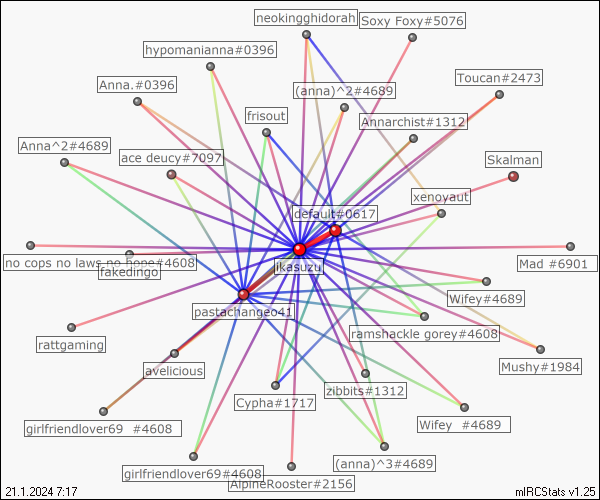 neokingghidorah
Soxy Foxy#5076
hypomanianna#0396
Toucan#2473
Anna.#0396
(anna)^2#4689
frisout
Annarchist#1312
Anna^2#4689
ace deucy#7097
Skalman
xenoyaut
default#0617
no cops no laws no hope#4608
fakedingo
ikasuzu
Mad #6901
Wifey#4689
pastachangeo41
ramshackle gorey#4608
rattgaming
avelicious
Mushy#1984
zibbits#1312
Cypha#1717
girlfriendlover69 #4608
Wifey #4689
(anna)^3#4689
girlfriendlover69#4608
AlpineRooster#2156
21.1.2024 7:17
mIRCStats v1.25